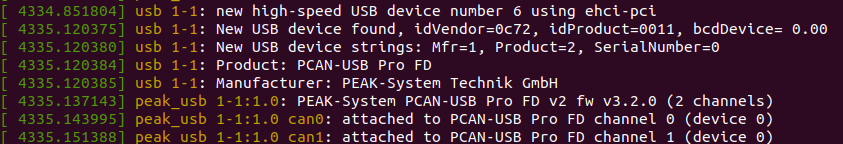 [ 4334.851804] usb 1-1: new high-speed USB device number 6 using ehci-pci
[ 4335.120375] usb 1-1: New USB device found, idVendor=0c72, idProduct=0011, bcdDevice= 0.00
[ 4335.120380] usb 1-1: New USB device strings: Mfr=1, Product=2, SerialNumber=0
[ 4335.120384] usb 1-1: Product: PCAN-USB Pro FD
[ 4335.120385] usb 1-1: Manufacturer: PEAK-System Technik GmbH
[ 4335.137143] peak_usb 1-1:1.0: PEAK-System PCAN-USB Pro FD v2 fw v3.2.0 (2 channels)
[ 4335.143995] peak_usb 1-1:1.0 can0: attached to PCAN-USB Pro FD channel 0 (device 0)
[ 4335.151388] peak_usb 1-1:1.0 can1: attached to PCAN-USB Pro FD channel 1 (device 0)